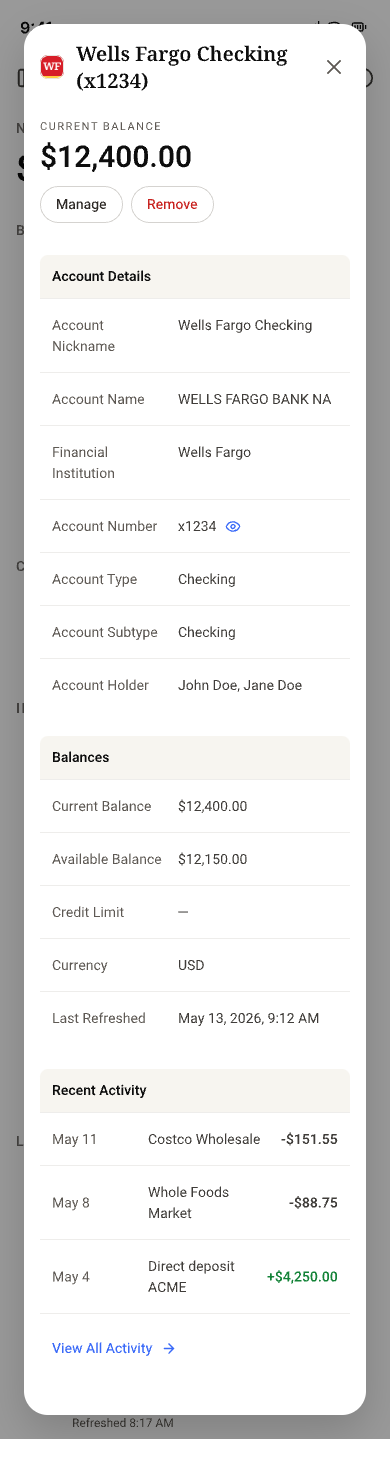 9:41
WF
Wells Fargo Checking
(x1234)
CURRENT BALANCE
$12,400.00
Manage
Remove
Account Details
Account
Nickname
Wells Fargo Checking
Account Name
WELLS FARGO BANK NA
Financial
Institution
Wells Fargo
Account Number
x1234
Account Type
Checking
Account Subtype
Checking
Account Holder
John Doe, Jane Doe
Balances
Current Balance
$12,400.00
Available Balance
$12,150.00
Credit Limit
—
Currency
USD
Last Refreshed
May 13, 2026, 9:12 AM
Recent Activity
May 11
Costco Wholesale
-$151.55
May 8
Whole Foods
Market
-$88.75
May 4
Direct deposit
ACME
+$4,250.00
View All Activity →
Refreshed 8:17 AM